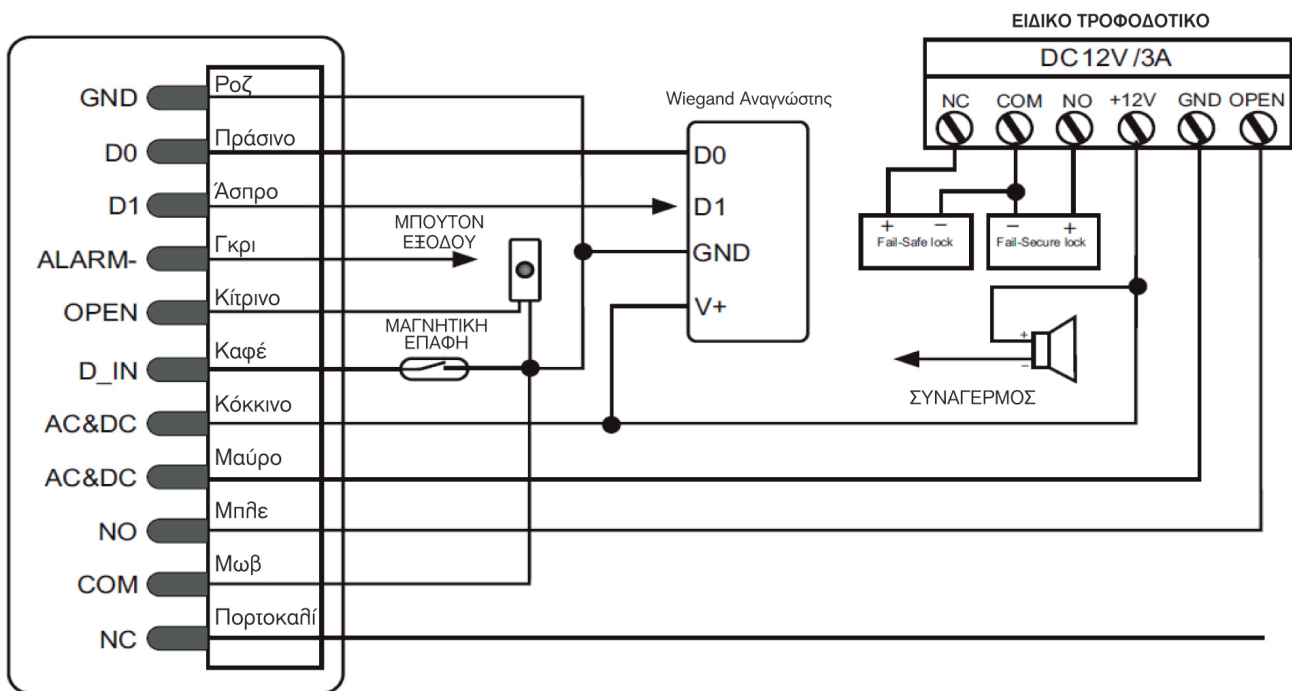 ΕΙΔΙΚΟ ΤΡΟΦΟΔΟΤΙΚΟ
DC 12V /3A
NC COM NO +12V GND OPEN
+ − − +
Fail-Safe lock Fail-Secure lock
Wiegand Αναγνώστης
D0
D1
GND
V+
GND Ροζ
D0 Πράσινο
D1 Άσπρο
ALARM- Γκρι
OPEN Κίτρινο
D_IN Καφέ
AC&DC Κόκκινο
AC&DC Μαύρο
NO Μπλε
COM Μωβ
NC Πορτοκαλί
ΜΠΟΥΤΟΝ
ΕΞΟΔΟΥ
ΜΑΓΝΗΤΙΚΗ
ΕΠΑΦΗ
+
−
ΣΥΝΑΓΕΡΜΟΣ